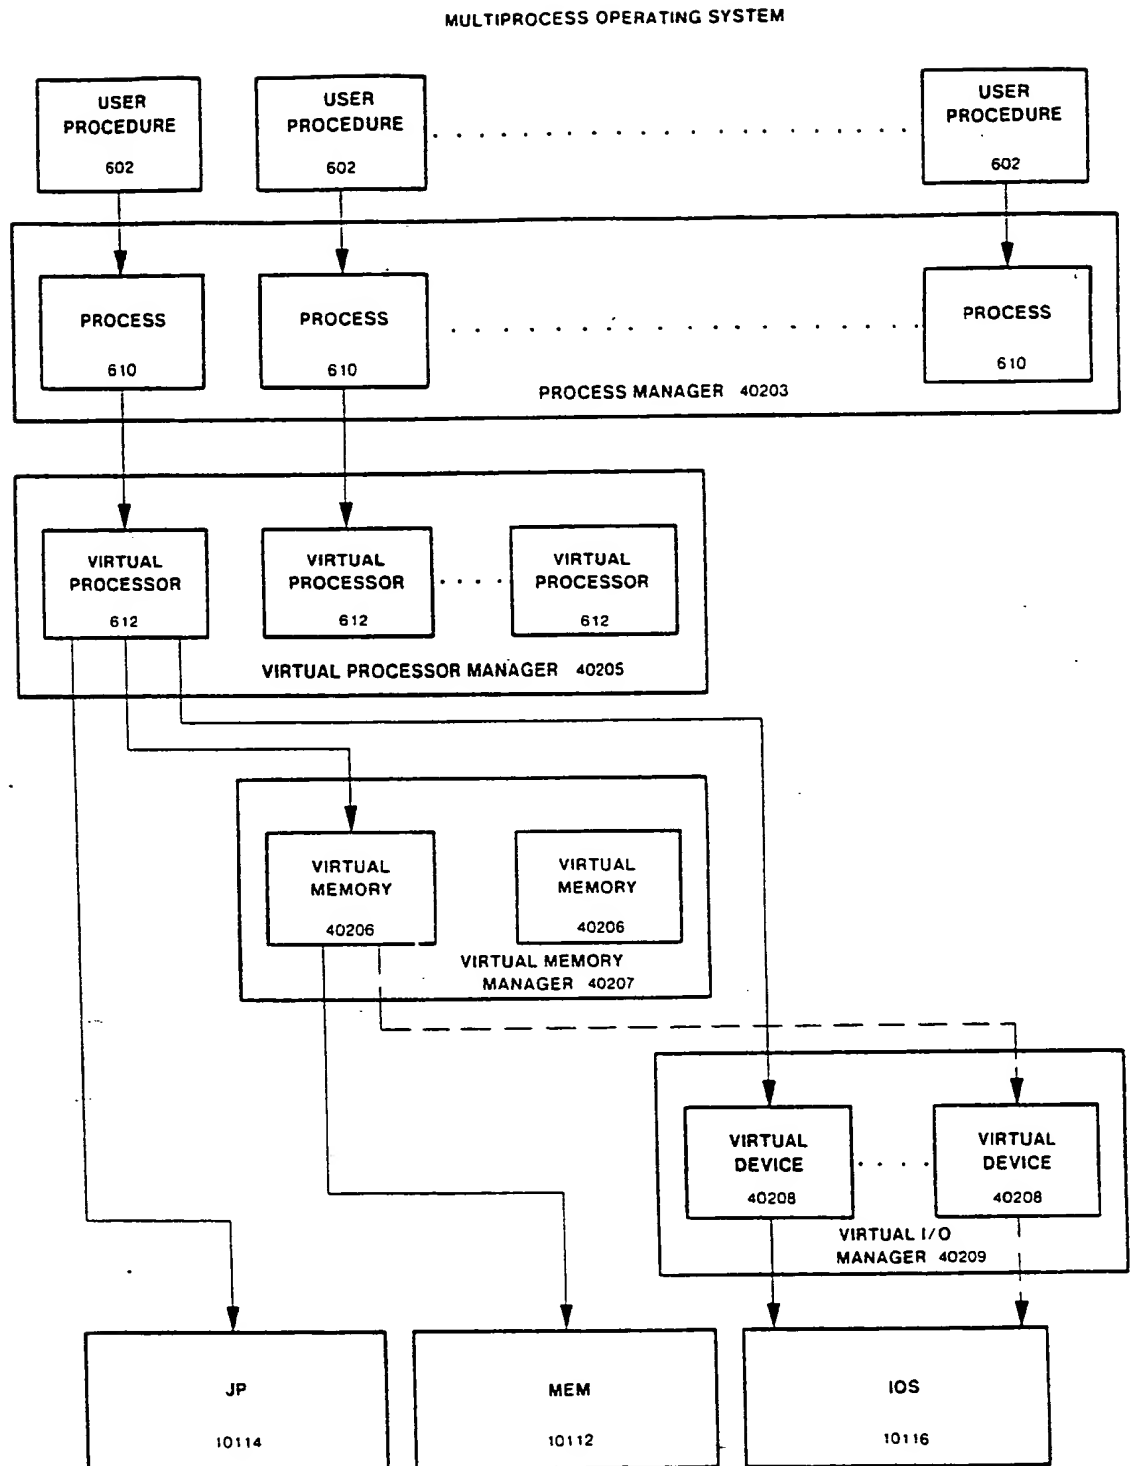 MULTIPROCESS OPERATING SYSTEM
USER
PROCEDURE
602
USER
PROCEDURE
602
USER
PROCEDURE
602
PROCESS
610
PROCESS
610
PROCESS
610
PROCESS MANAGER 40203
VIRTUAL
PROCESSOR
612
VIRTUAL
PROCESSOR
612
VIRTUAL
PROCESSOR
612
VIRTUAL PROCESSOR MANAGER 40205
VIRTUAL
MEMORY
40206
VIRTUAL
MEMORY
40206
VIRTUAL MEMORY
MANAGER 40207
VIRTUAL
DEVICE
40208
VIRTUAL
DEVICE
40208
VIRTUAL I/O
MANAGER 40209
JP
10114
MEM
10112
IOS
10116